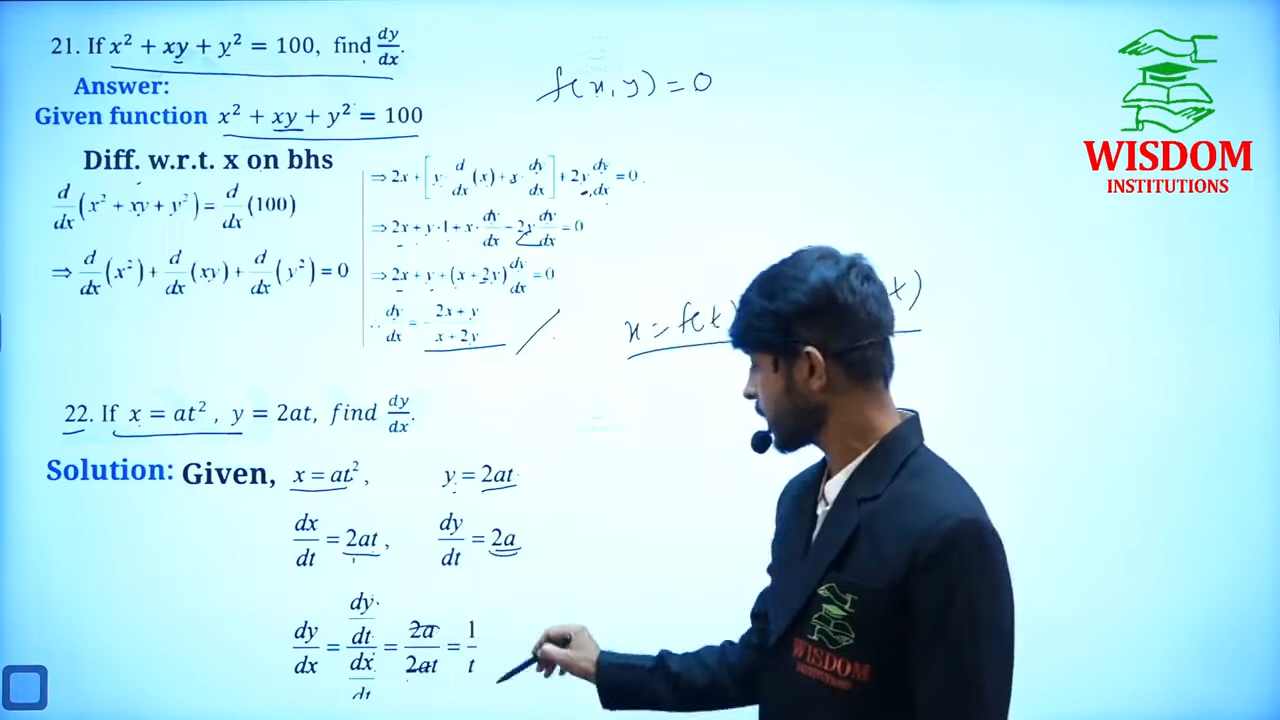 21. If x² + xy + y² = 100, find dy/dx.
Answer:
Given function x² + xy + y² = 100
Diff. w.r.t. x on bhs
d/dx (x² + xy + y²) = d/dx (100)
⇒ d/dx (x²) + d/dx (xy) + d/dx (y²) = 0
⇒ 2x + [y · d/dx (x) + x · dy/dx] + 2y dy/dx = 0
⇒ 2x + y · 1 + x · dy/dx − 2y dy/dx = 0
⇒ 2x + y + (x + 2y) dy/dx = 0
∴ dy/dx = − 2x + y / x + 2y
f(x, y) = 0
x = f(t)
t)
22. If x = at², y = 2at, find dy/dx.
Solution: Given, x = at², y = 2at
dx/dt = 2at, dy/dt = 2a
dy/dx = dy/dt / dx/dt = 2a/2at = 1/t
WISDOM
INSTITUTIONS
WISDOM
INSTITUTIONS